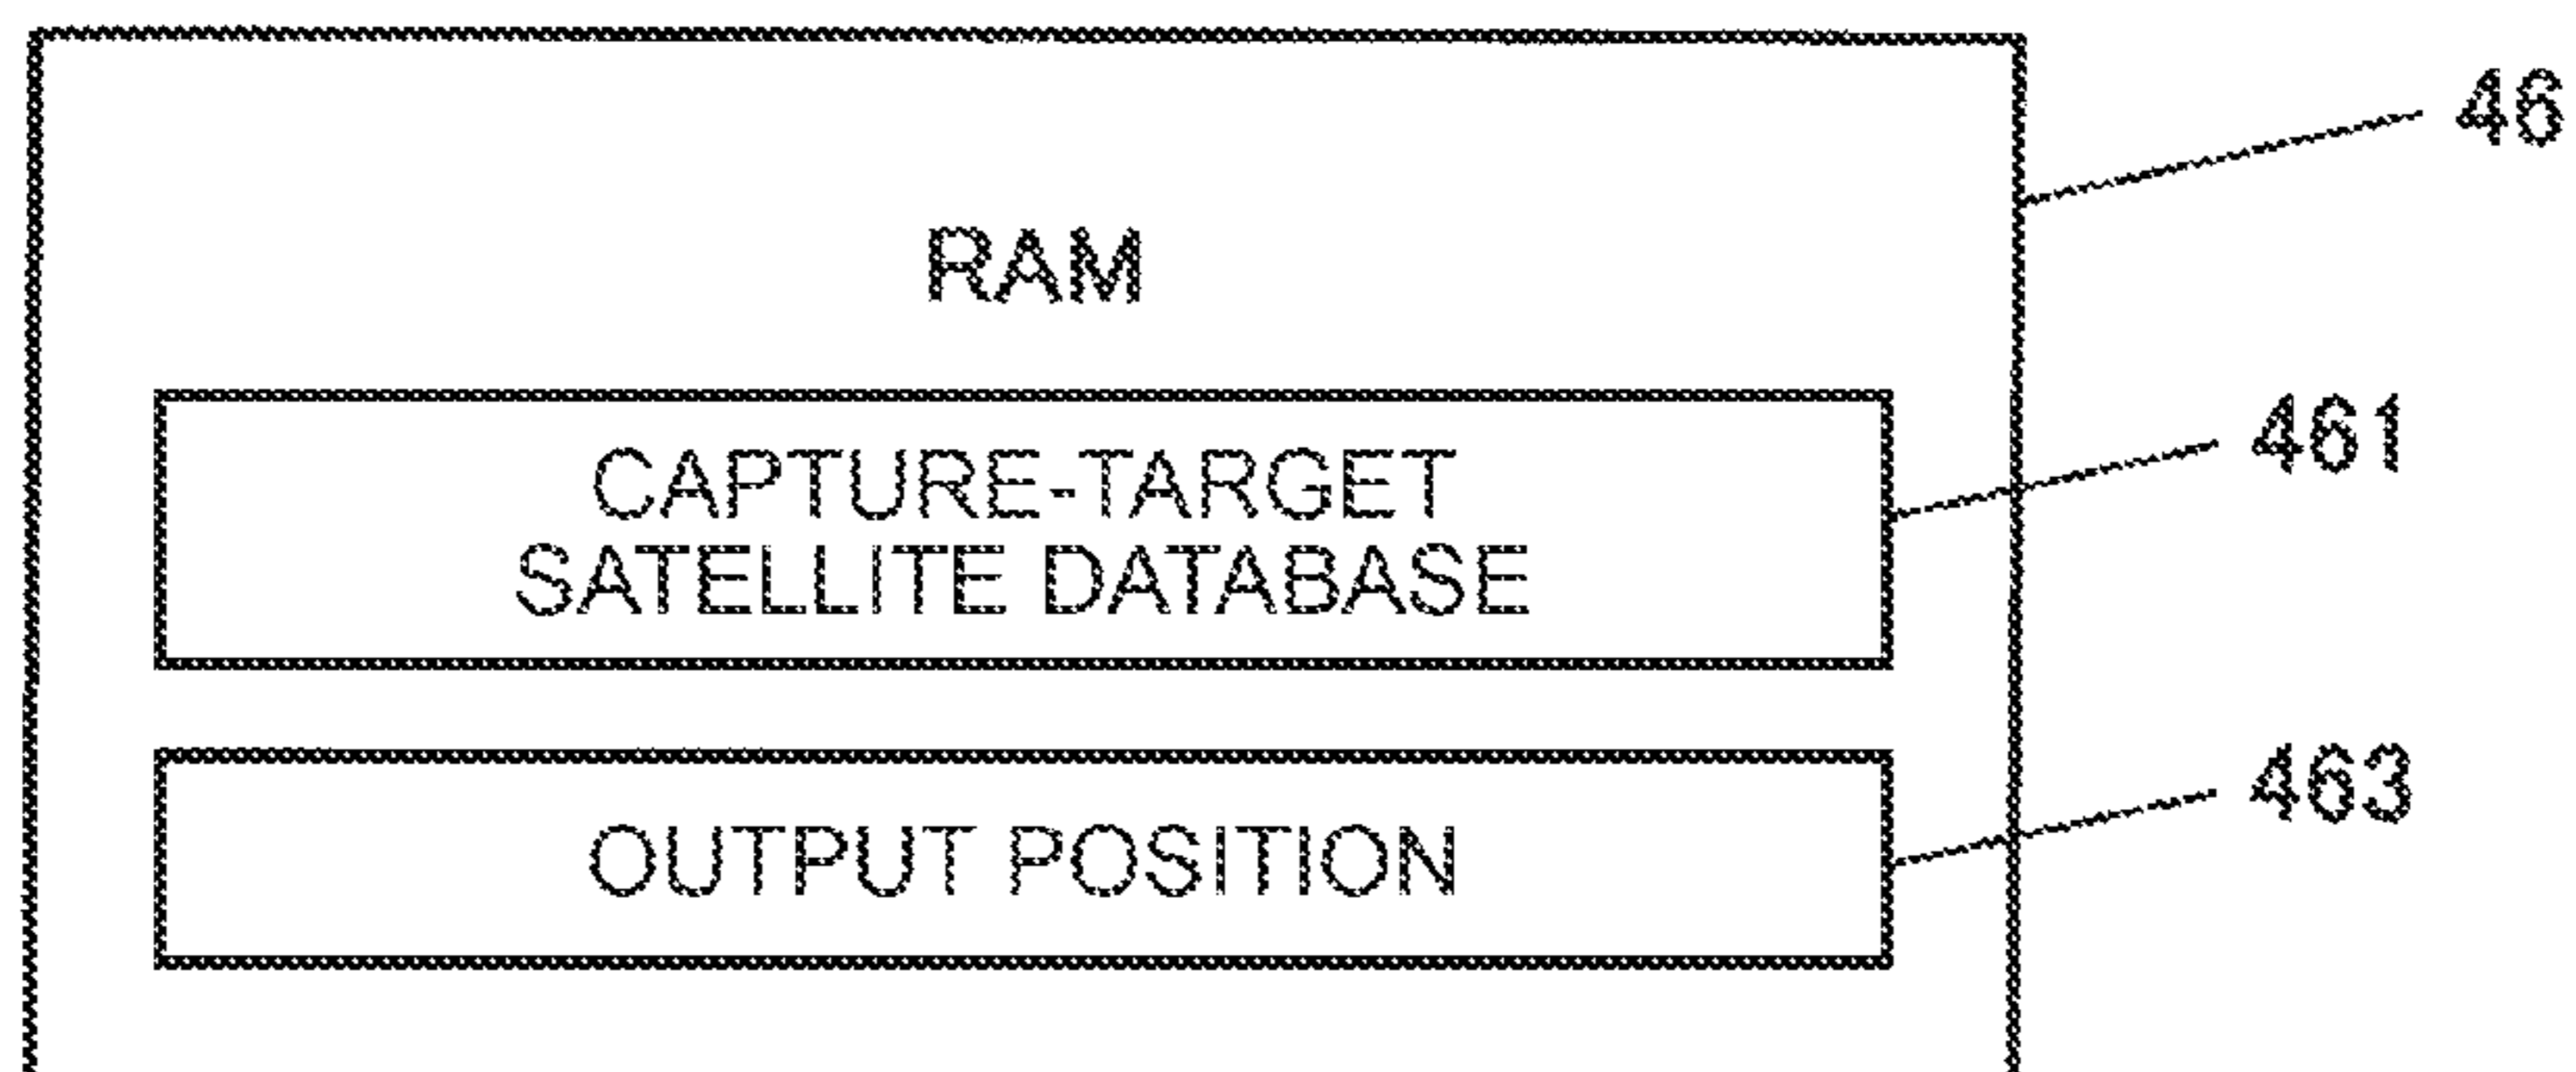 46
RAM
CAPTURE-TARGET
SATELLITE DATABASE
461
OUTPUT POSITION
463